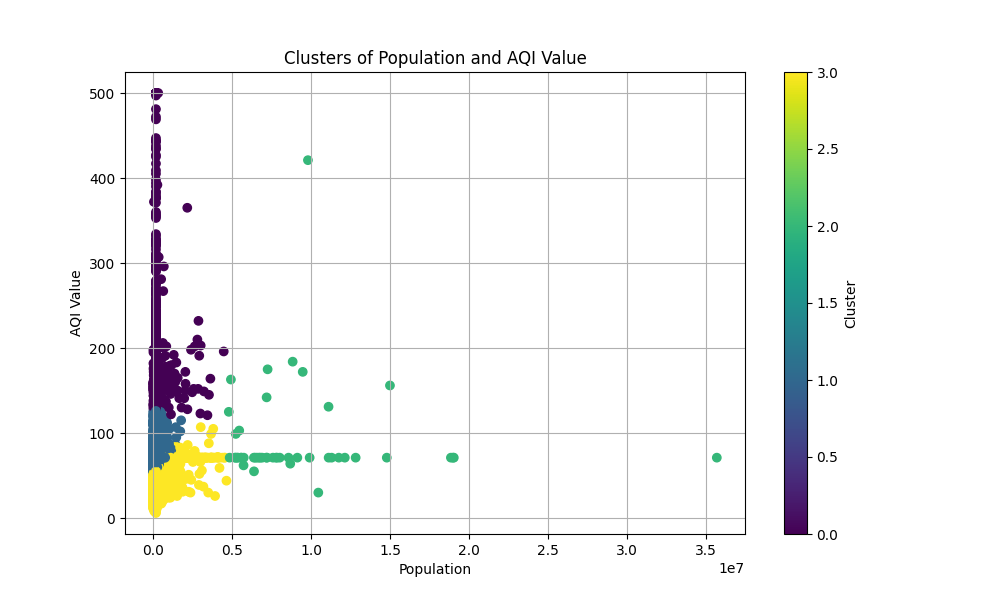 Clusters of Population and AQI Value
AQI Value
500
400
300
200
100
0
0.0 0.5 1.0 1.5 2.0 2.5 3.0 3.5
1e7
Population
3.0
2.5
2.0
1.5
1.0
0.5
0.0
Cluster